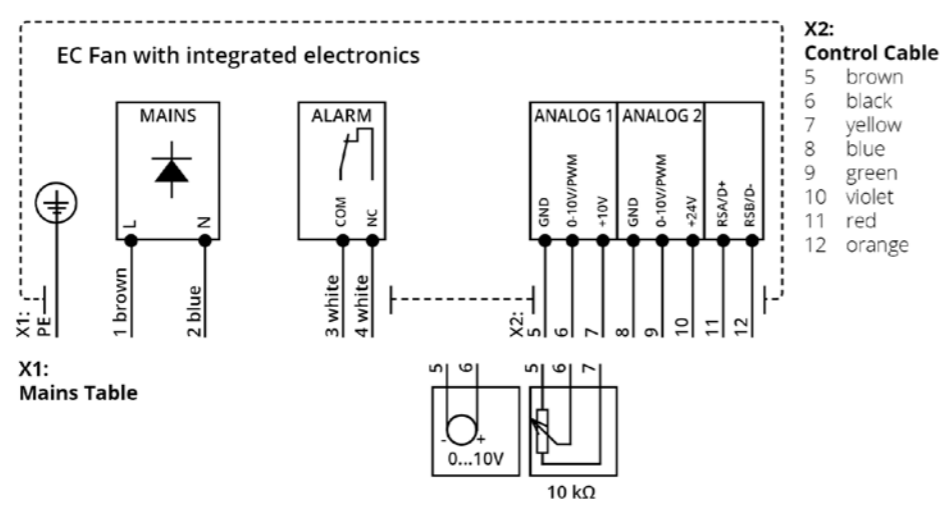 EC Fan with integrated electronics
MAINS
L
N
ALARM
COM
NC
ANALOG 1
GND
0-10V/PWM
+10V
ANALOG 2
GND
0-10V/PWM
+24V
RSA/D+
RSB/D-
X1:
PE
1 brown
2 blue
3 white
4 white
X2:
5
6
7
8
9
10
11
12
X1:
Mains Table
5
6
-
+
0...10V
5
6
7
10 kΩ
X2:
Control Cable
5 brown
6 black
7 yellow
8 blue
9 green
10 violet
11 red
12 orange